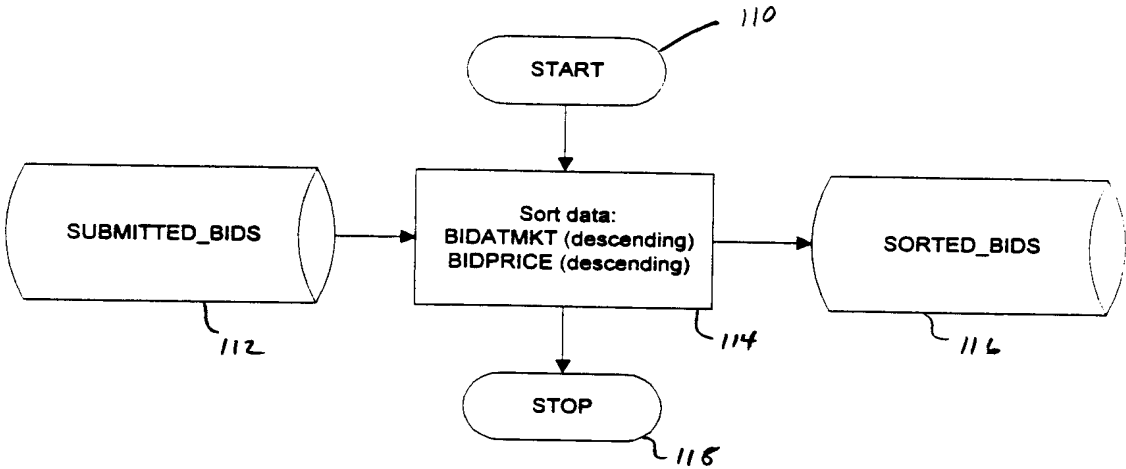 110
START
SUBMITTED_BIDS
Sort data:
BIDATMKT (descending)
BIDPRICE (descending)
SORTED_BIDS
112
114
116
STOP
118